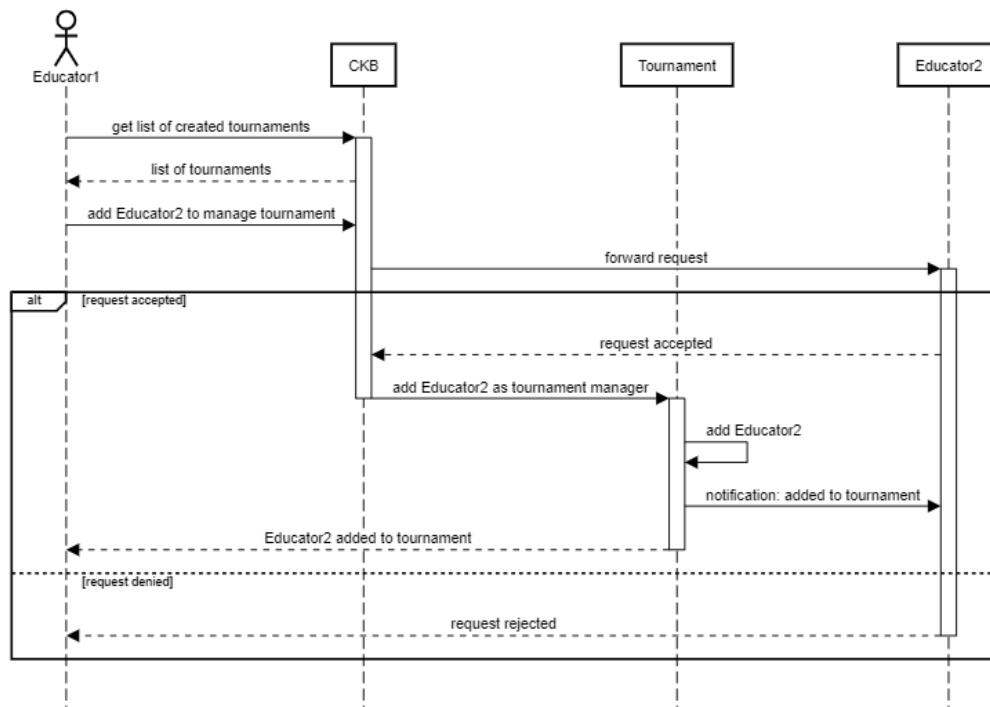 Educator1
CKB
Tournament
Educator2
get list of created tournaments
list of tournaments
add Educator2 to manage tournament
forward request
alt
[request accepted]
request accepted
add Educator2 as tournament manager
add Educator2
notification: added to tournament
Educator2 added to tournament
[request denied]
request rejected